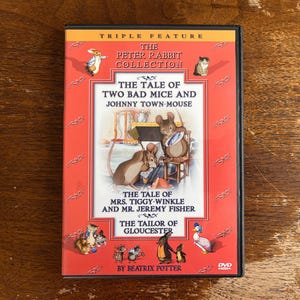 TRIPLE FEATURE
THE
PETER RABBIT
COLLECTION
THE TALE OF
TWO BAD MICE AND
JOHNNY TOWN-MOUSE
THE TALE OF
MRS. TIGGY-WINKLE
AND MR. JEREMY FISHER
THE TAILOR OF
GLOUCESTER
BY BEATRIX POTTER
DVD